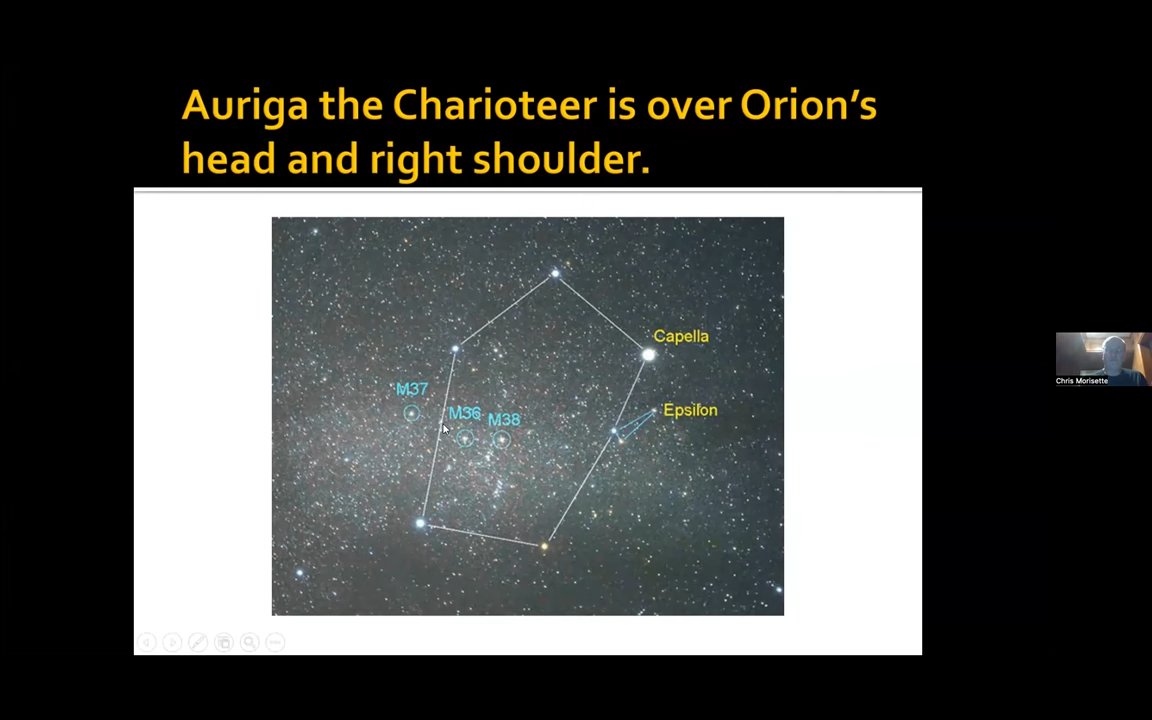 Auriga the Charioteer is over Orion's
head and right shoulder.
Capella
M37
M36
M38
Epsilon
Chris Morisette